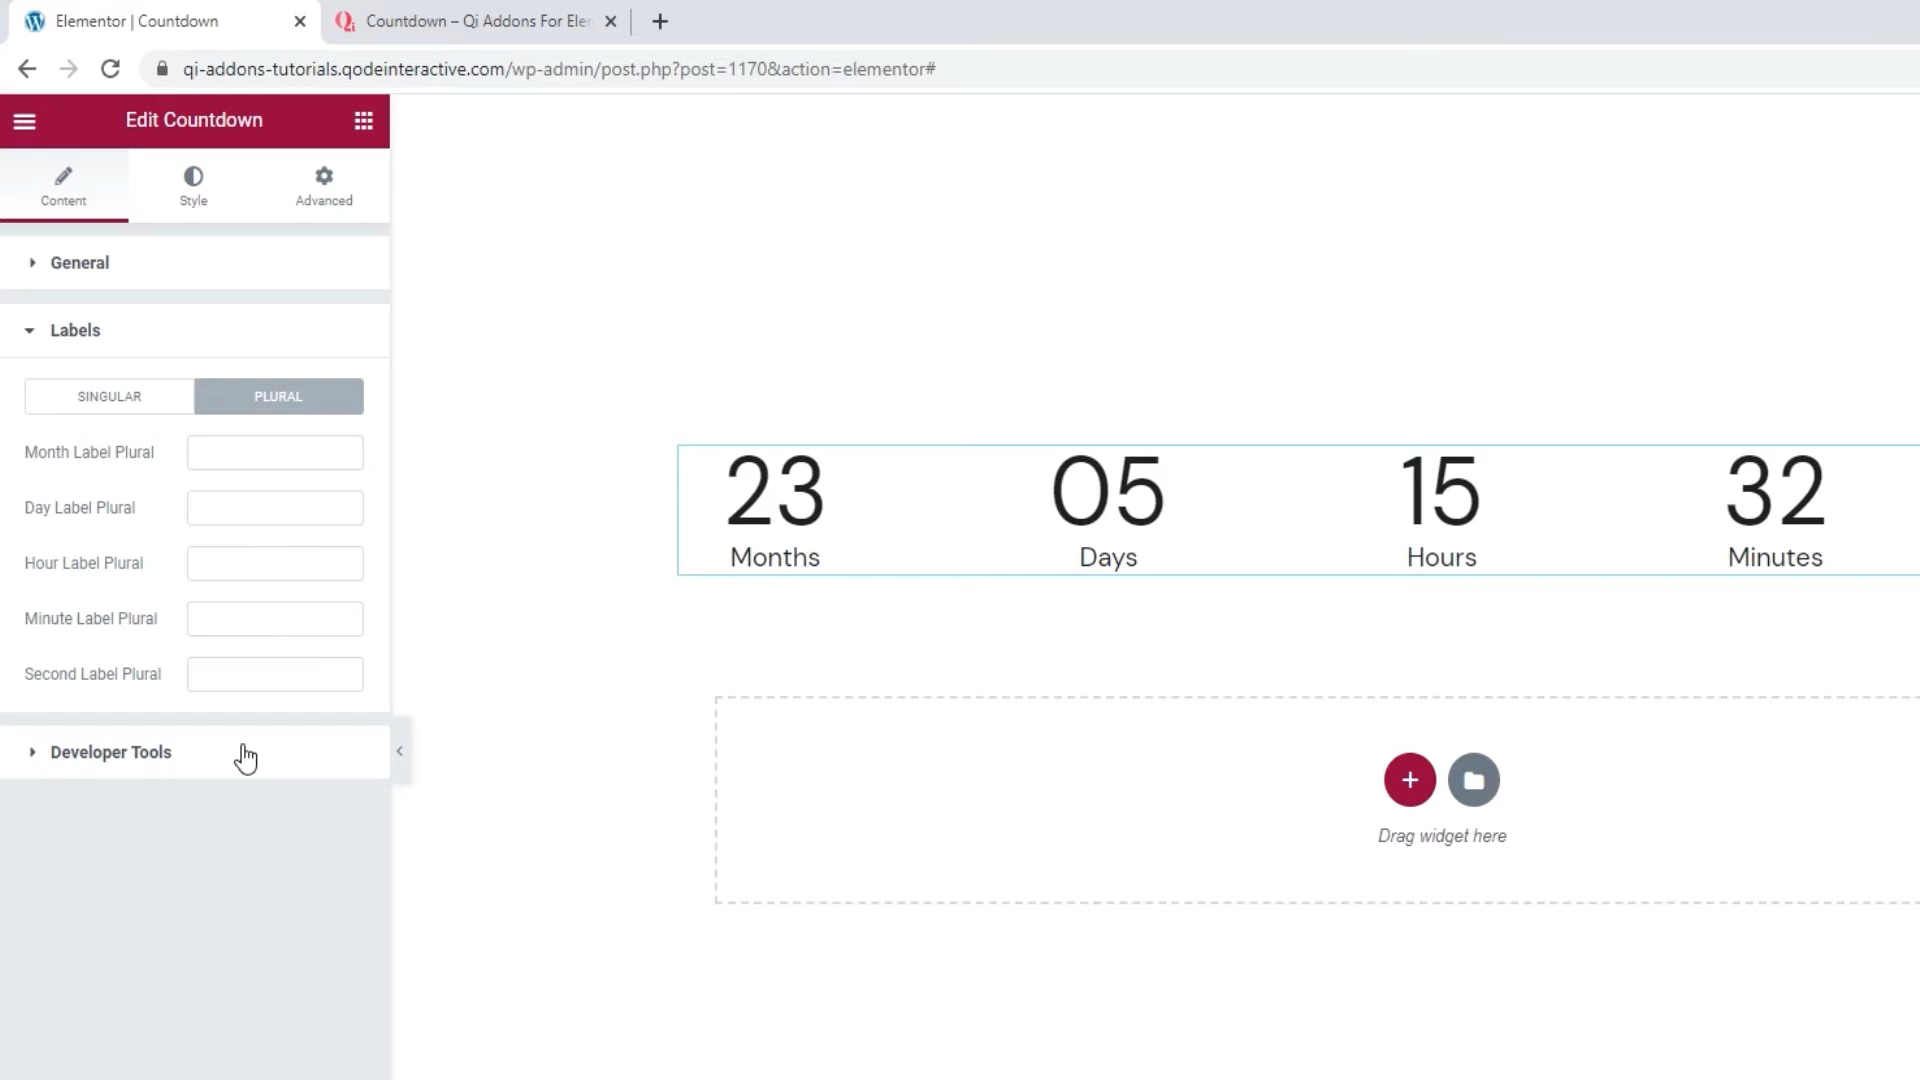 Elementor | Countdown
Countdown – Qi Addons For Elem
qi-addons-tutorials.qodeinteractive.com/wp-admin/post.php?post=1170&action=elementor#
Edit Countdown
Content
Style
Advanced
General
Labels
SINGULAR
PLURAL
Month Label Plural
Day Label Plural
Hour Label Plural
Minute Label Plural
Second Label Plural
Developer Tools
23
05
15
32
Months
Days
Hours
Minutes
Drag widget here